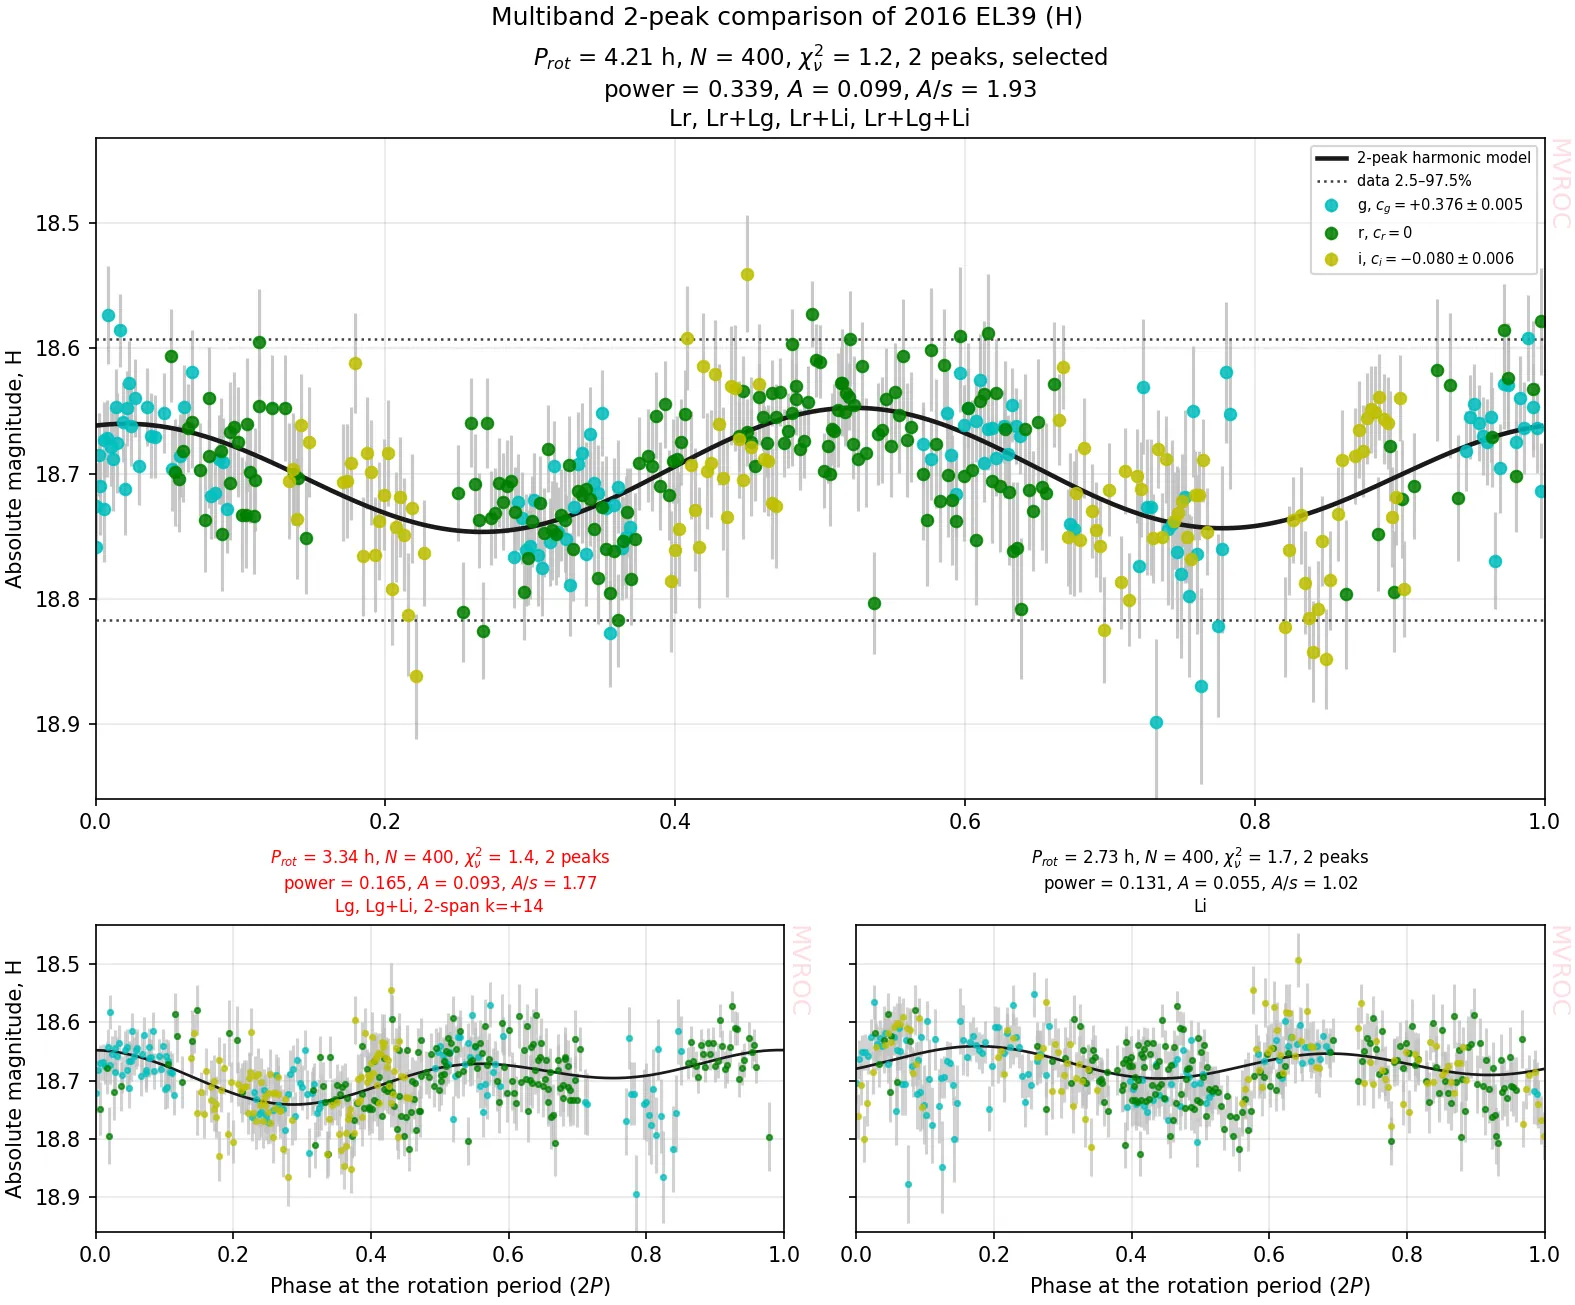 Multiband 2-peak comparison of 2016 EL39 (H)
P_rot = 4.21 h, N = 400, χ²_ν = 1.2, 2 peaks, selected
power = 0.339, A = 0.099, A/s = 1.93
Lr, Lr+Lg, Lr+Li, Lr+Lg+Li
2-peak harmonic model
data 2.5–97.5%
g, c_g = +0.376 ± 0.005
r, c_r = 0
i, c_i = −0.080 ± 0.006
MVROC
Absolute magnitude, H
18.5
18.6
18.7
18.8
18.9
0.0 0.2 0.4 0.6 0.8 1.0
P_rot = 3.34 h, N = 400, χ²_ν = 1.4, 2 peaks
power = 0.165, A = 0.093, A/s = 1.77
Lg, Lg+Li, 2-span k=+14
MVROC
Absolute magnitude, H
18.5
18.6
18.7
18.8
18.9
0.0 0.2 0.4 0.6 0.8 1.0
Phase at the rotation period (2P)
P_rot = 2.73 h, N = 400, χ²_ν = 1.7, 2 peaks
power = 0.131, A = 0.055, A/s = 1.02
Li
MVROC
0.0 0.2 0.4 0.6 0.8 1.0
Phase at the rotation period (2P)